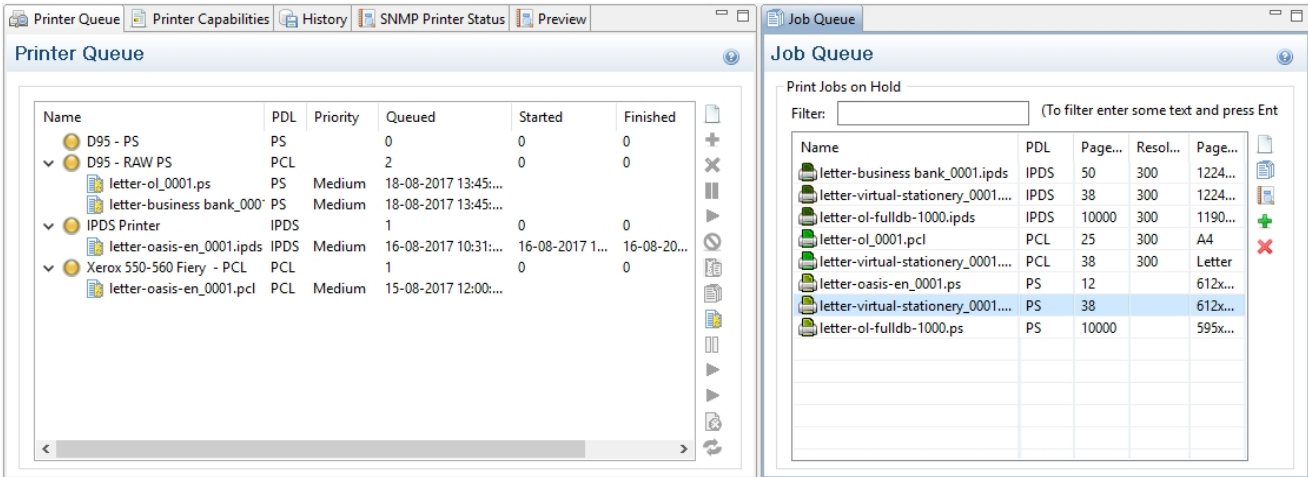 Printer Queue Printer Capabilities History SNMP Printer Status Preview
Printer Queue
Name PDL Priority Queued Started Finished
D95 - PS PS 0 0 0
D95 - RAW PS PCL 2 0 0
letter-ol_0001.ps PS Medium 18-08-2017 13:45:...
letter-business bank_000 PS Medium 18-08-2017 13:45:...
IPDS Printer IPDS 1 0 0
letter-oasis-en_0001.ipds IPDS Medium 16-08-2017 10:31:... 16-08-2017 1... 16-08-20...
Xerox 550-560 Fiery - PCL PCL 1 0 0
letter-oasis-en_0001.pcl PCL Medium 15-08-2017 12:00:...
Job Queue
Job Queue
Print Jobs on Hold
Filter: (To filter enter some text and press Ent
Name PDL Page... Resol... Page...
letter-business bank_0001.ipds IPDS 50 300 1224...
letter-virtual-stationery_0001.... IPDS 38 300 1224...
letter-ol-fulldb-1000.ipds IPDS 10000 300 1190...
letter-ol_0001.pcl PCL 25 300 A4
letter-virtual-stationery_0001.... PCL 38 300 Letter
letter-oasis-en_0001.ps PS 12 612x...
letter-virtual-stationery_0001.... PS 38 612x...
letter-ol-fulldb-1000.ps PS 10000 595x...